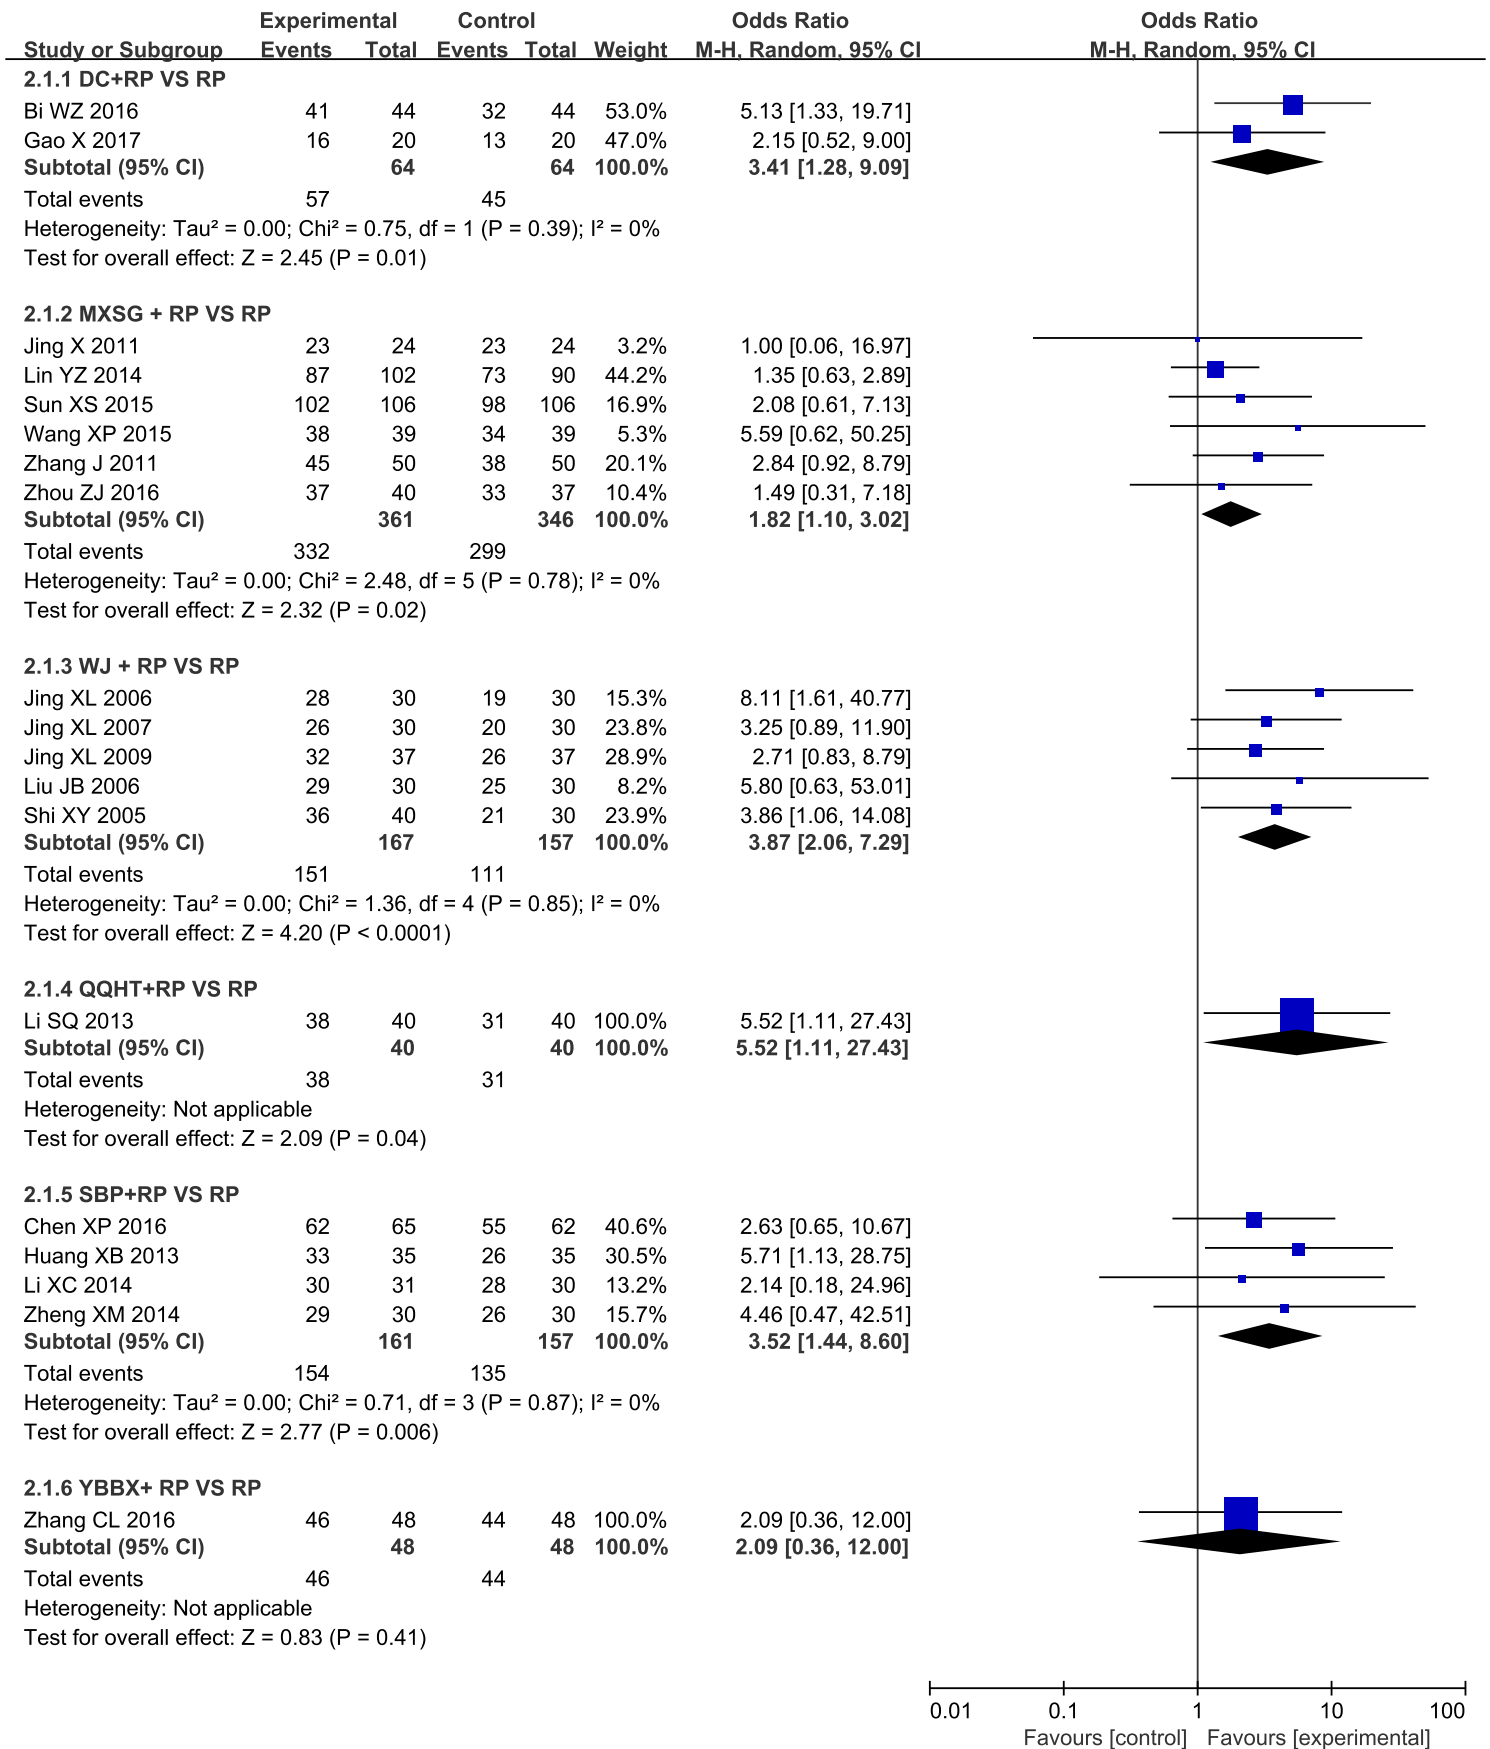 Experimental Control Odds Ratio Odds Ratio
Study or Subgroup Events Total Events Total Weight M-H, Random, 95% CI M-H, Random, 95% CI
2.1.1 DC+RP VS RP
Bi WZ 2016 41 44 32 44 53.0% 5.13 [1.33, 19.71]
Gao X 2017 16 20 13 20 47.0% 2.15 [0.52, 9.00]
Subtotal (95% CI) 64 64 100.0% 3.41 [1.28, 9.09]
Total events 57 45
Heterogeneity: Tau² = 0.00; Chi² = 0.75, df = 1 (P = 0.39); I² = 0%
Test for overall effect: Z = 2.45 (P = 0.01)
2.1.2 MXSG + RP VS RP
Jing X 2011 23 24 23 24 3.2% 1.00 [0.06, 16.97]
Lin YZ 2014 87 102 73 90 44.2% 1.35 [0.63, 2.89]
Sun XS 2015 102 106 98 106 16.9% 2.08 [0.61, 7.13]
Wang XP 2015 38 39 34 39 5.3% 5.59 [0.62, 50.25]
Zhang J 2011 45 50 38 50 20.1% 2.84 [0.92, 8.79]
Zhou ZJ 2016 37 40 33 37 10.4% 1.49 [0.31, 7.18]
Subtotal (95% CI) 361 346 100.0% 1.82 [1.10, 3.02]
Total events 332 299
Heterogeneity: Tau² = 0.00; Chi² = 2.48, df = 5 (P = 0.78); I² = 0%
Test for overall effect: Z = 2.32 (P = 0.02)
2.1.3 WJ + RP VS RP
Jing XL 2006 28 30 19 30 15.3% 8.11 [1.61, 40.77]
Jing XL 2007 26 30 20 30 23.8% 3.25 [0.89, 11.90]
Jing XL 2009 32 37 26 37 28.9% 2.71 [0.83, 8.79]
Liu JB 2006 29 30 25 30 8.2% 5.80 [0.63, 53.01]
Shi XY 2005 36 40 21 30 23.9% 3.86 [1.06, 14.08]
Subtotal (95% CI) 167 157 100.0% 3.87 [2.06, 7.29]
Total events 151 111
Heterogeneity: Tau² = 0.00; Chi² = 1.36, df = 4 (P = 0.85); I² = 0%
Test for overall effect: Z = 4.20 (P < 0.0001)
2.1.4 QQHT+RP VS RP
Li SQ 2013 38 40 31 40 100.0% 5.52 [1.11, 27.43]
Subtotal (95% CI) 40 40 100.0% 5.52 [1.11, 27.43]
Total events 38 31
Heterogeneity: Not applicable
Test for overall effect: Z = 2.09 (P = 0.04)
2.1.5 SBP+RP VS RP
Chen XP 2016 62 65 55 62 40.6% 2.63 [0.65, 10.67]
Huang XB 2013 33 35 26 35 30.5% 5.71 [1.13, 28.75]
Li XC 2014 30 31 28 30 13.2% 2.14 [0.18, 24.96]
Zheng XM 2014 29 30 26 30 15.7% 4.46 [0.47, 42.51]
Subtotal (95% CI) 161 157 100.0% 3.52 [1.44, 8.60]
Total events 154 135
Heterogeneity: Tau² = 0.00; Chi² = 0.71, df = 3 (P = 0.87); I² = 0%
Test for overall effect: Z = 2.77 (P = 0.006)
2.1.6 YBBX+ RP VS RP
Zhang CL 2016 46 48 44 48 100.0% 2.09 [0.36, 12.00]
Subtotal (95% CI) 48 48 100.0% 2.09 [0.36, 12.00]
Total events 46 44
Heterogeneity: Not applicable
Test for overall effect: Z = 0.83 (P = 0.41)
0.01 0.1 1 10 100
Favours [control] Favours [experimental]